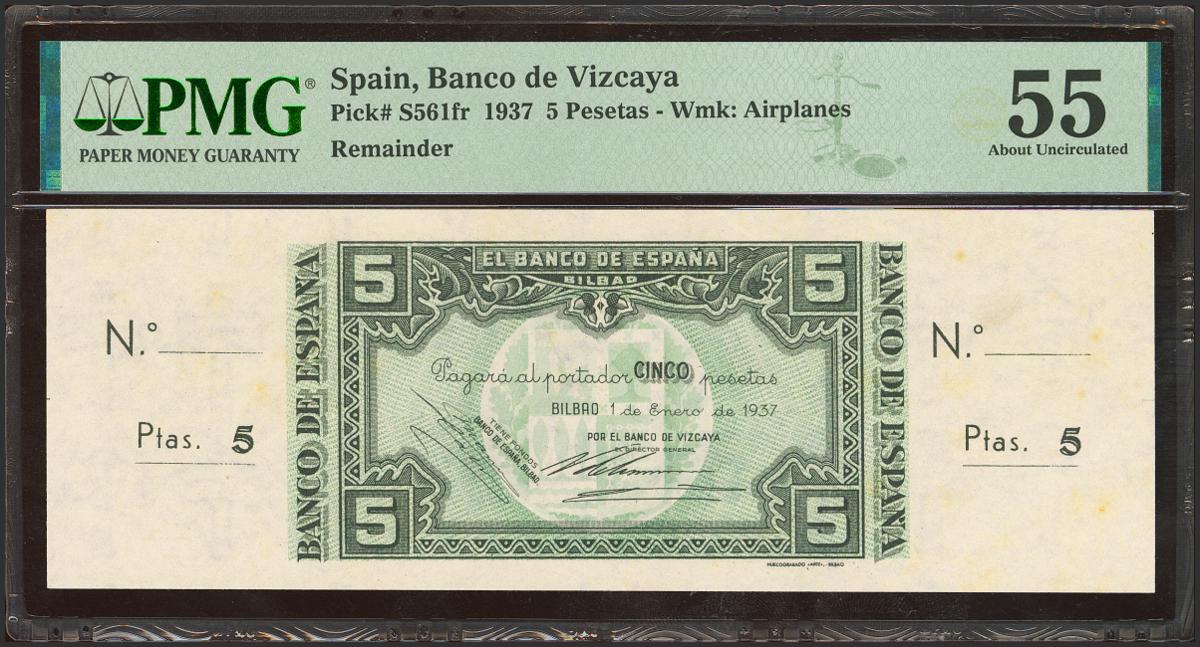 PMG®
PAPER MONEY GUARANTY
Spain, Banco de Vizcaya
Pick# S561fr 1937 5 Pesetas - Wmk: Airplanes
Remainder
55
About Uncirculated
N.º
Ptas. 5
BANCO DE ESPAÑA
5
EL BANCO DE ESPAÑA
BILBAO
5
Pagará al portador CINCO pesetas
BILBAO 1 de Enero de 1937
TIENE FONDOS
BANCO DE ESPAÑA, BILBAO.
POR EL BANCO DE VIZCAYA
EL DIRECTOR GENERAL
5
5
HUECOGRABADO «ARTE». - BILBAO
BANCO DE ESPAÑA
N.º
Ptas. 5